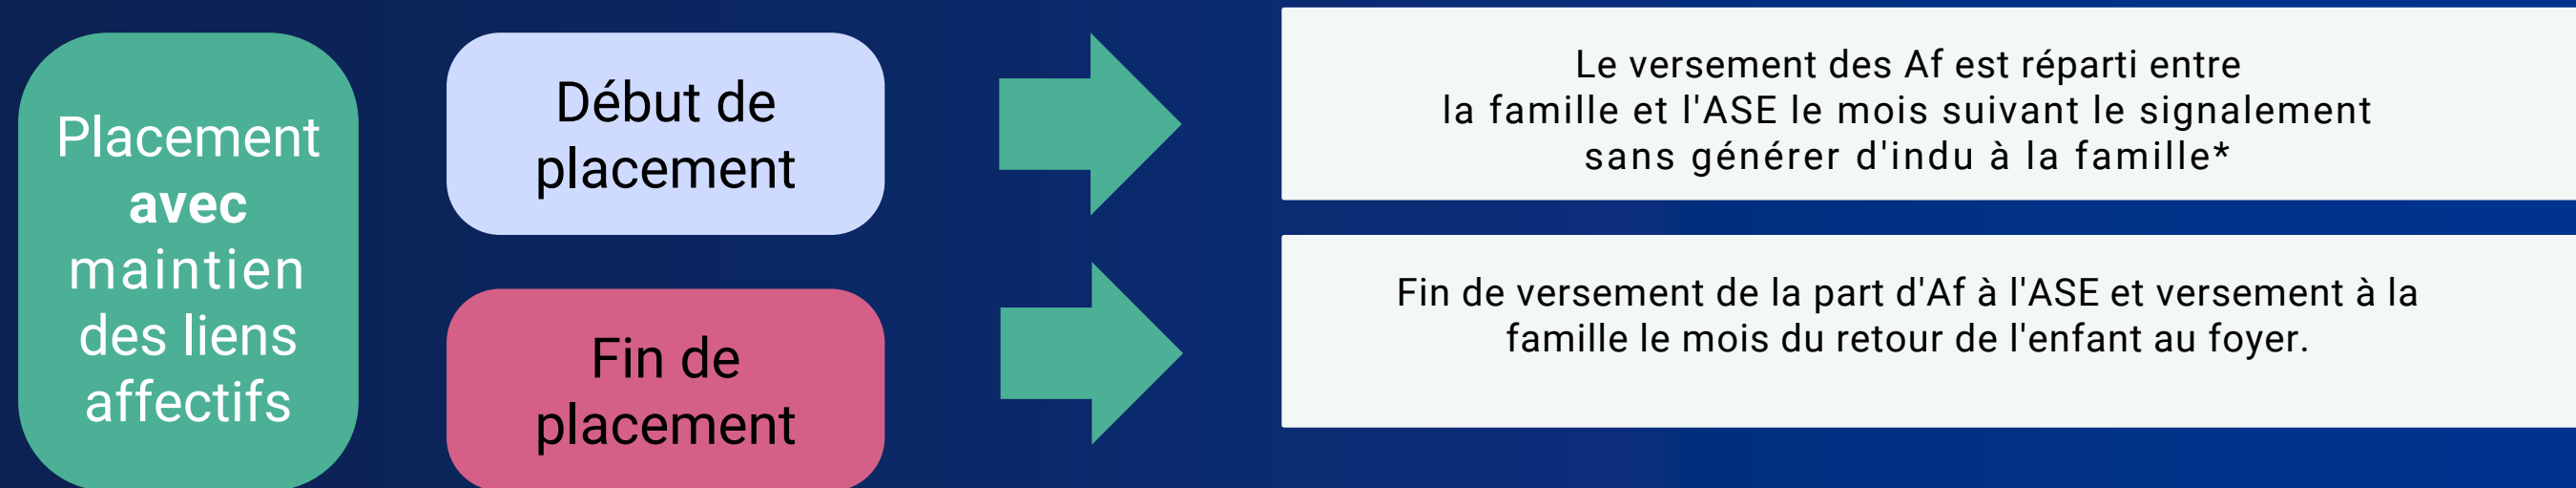 Placement
avec
maintien
des liens
affectifs
Début de
placement
Le versement des Af est réparti entre
la famille et l'ASE le mois suivant le signalement
sans générer d'indu à la famille*
Fin de
placement
Fin de versement de la part d'Af à l'ASE et versement à la
famille le mois du retour de l'enfant au foyer.